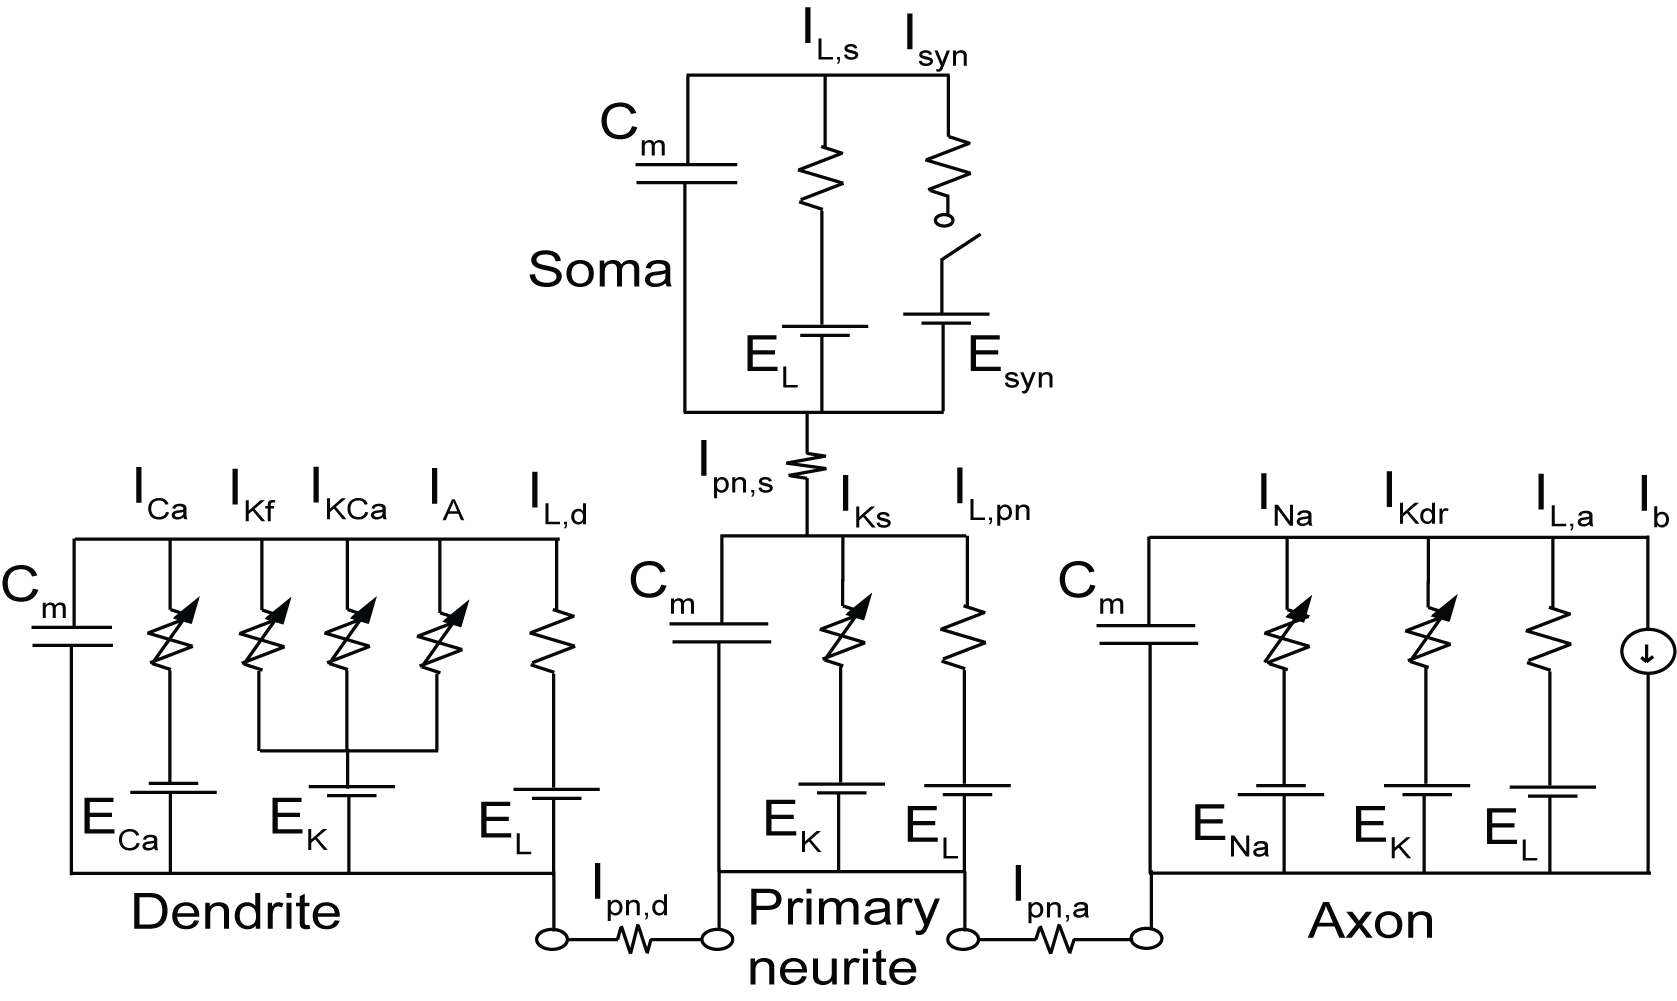 I_L,s I_syn
C_m
Soma
E_L E_syn
I_pn,s
I_Ca I_Kf I_KCa I_A I_L,d
I_Ks I_L,pn
I_Na I_Kdr I_L,a I_b
C_m
C_m
C_m
E_Ca E_K E_L
E_K E_L
E_Na E_K E_L
I_pn,d
I_pn,a
Dendrite
Primary
neurite
Axon